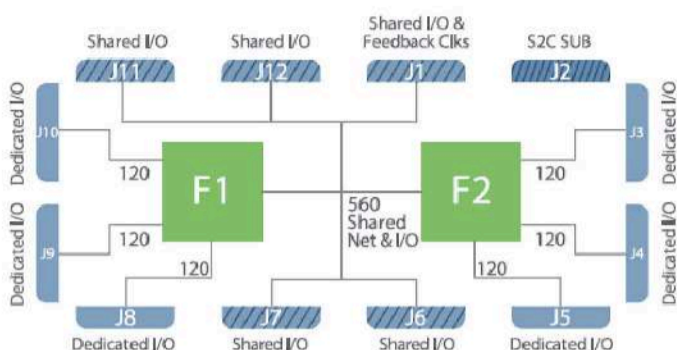 Shared I/O
Shared I/O
Shared I/O &
Feedback Clks
S2C SUB
J11
J12
J1
J2
Dedicated I/O
J10
J3
Dedicated I/O
120
F1
F2
120
560
Shared
Net & I/O
Dedicated I/O
J9
120
120
J4
Dedicated I/O
120
120
J8
J7
J6
J5
Dedicated I/O
Shared I/O
Shared I/O
Dedicated I/O